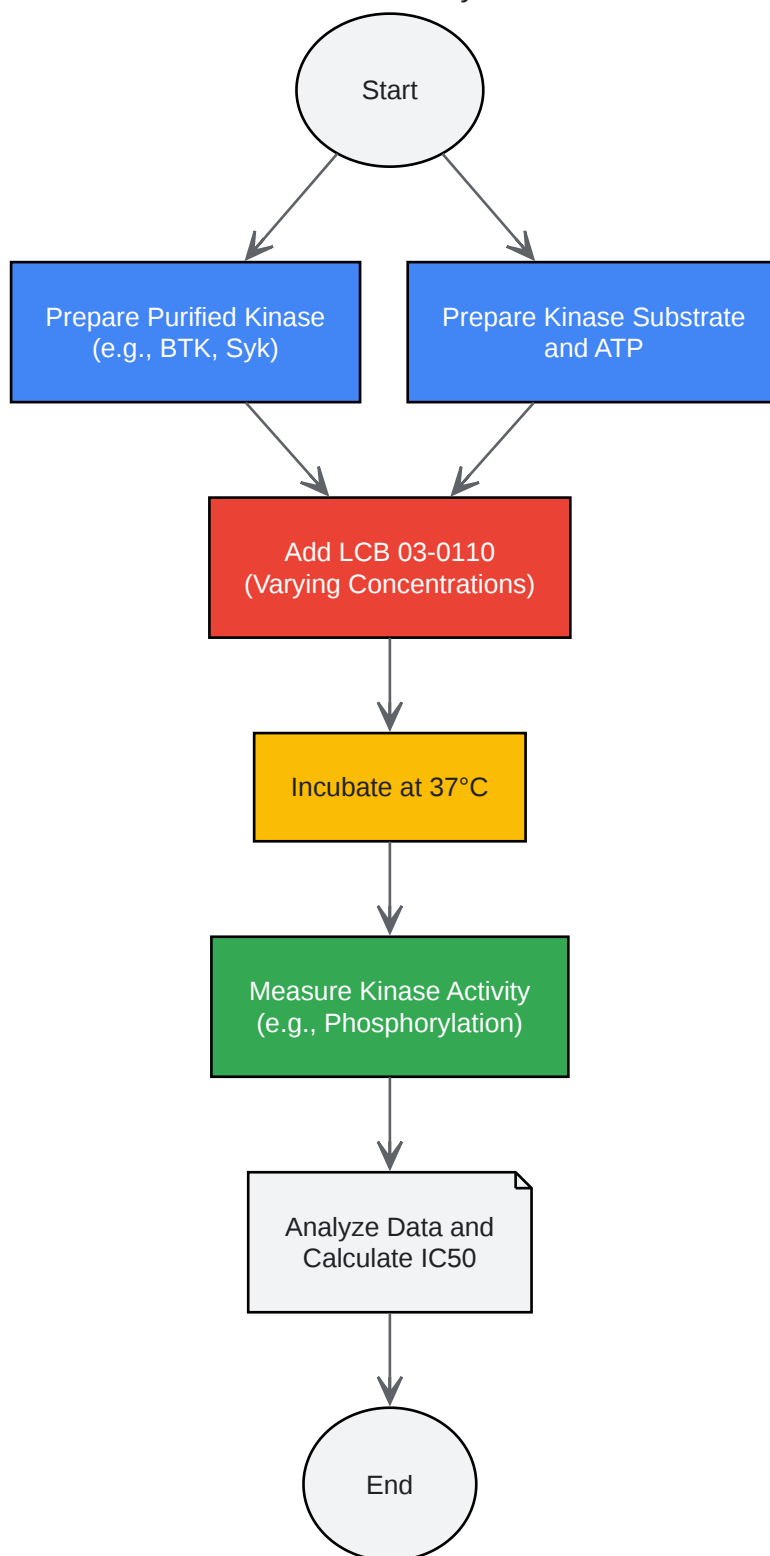 Start
Prepare Purified Kinase
(e.g., BTK, Syk)
Prepare Kinase Substrate
and ATP
Add LCB 03-0110
(Varying Concentrations)
Incubate at 37°C
Measure Kinase Activity
(e.g., Phosphorylation)
Analyze Data and
Calculate IC50
End